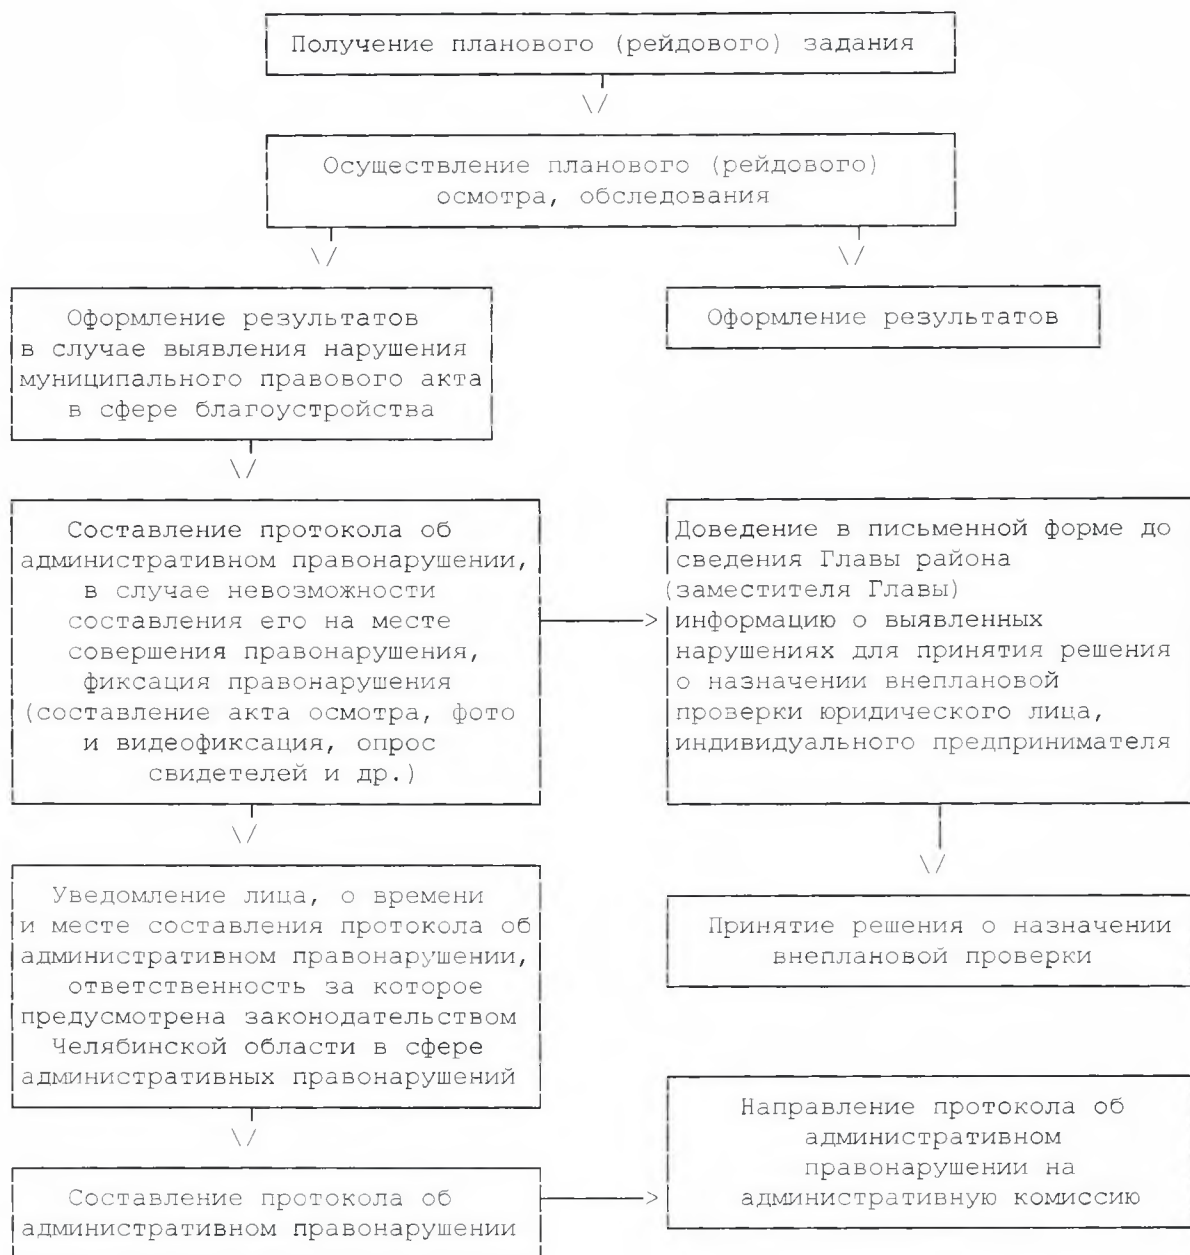 Получение планового (рейдового) задания
Осуществление планового (рейдового)
осмотра, обследования
Оформление результатов
в случае выявления нарушения
муниципального правового акта
в сфере благоустройства
Оформление результатов
Составление протокола об
административном правонарушении,
в случае невозможности
составления его на месте
совершения правонарушения,
фиксация правонарушения
(составление акта осмотра, фото
и видеофиксация, опрос
свидетелей и др.)
Доведение в письменной форме до
сведения Главы района
(заместителя Главы)
информацию о выявленных
нарушениях для принятия решения
о назначении внеплановой
проверки юридического лица,
индивидуального предпринимателя
Уведомление лица, о времени
и месте составления протокола об
административном правонарушении,
ответственность за которое
предусмотрена законодательством
Челябинской области в сфере
административных правонарушений
Принятие решения о назначении
внеплановой проверки
Составление протокола об
административном правонарушении
Направление протокола об
административном
правонарушении на
административную комиссию